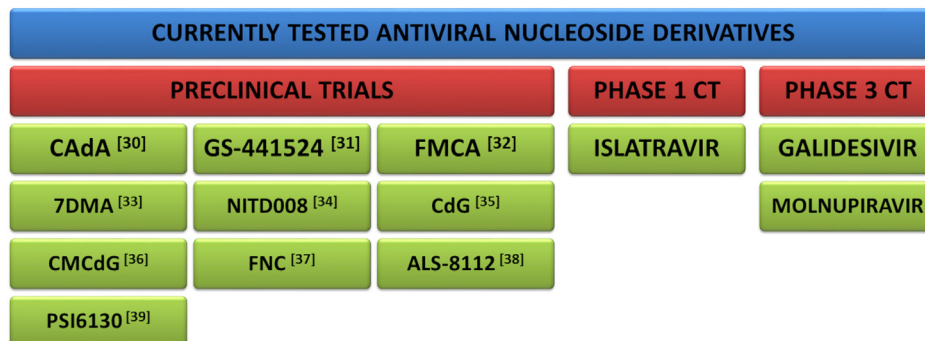 CURRENTLY TESTED ANTIVIRAL NUCLEOSIDE DERIVATIVES
PRECLINICAL TRIALS PHASE 1 CT PHASE 3 CT
CAdA [30] GS-441524 [31] FMCA [32] ISLATRAVIR GALIDESIVIR
7DMA [33] NITD008 [34] CdG [35] MOLNUPIRAVIR
CMCdG [36] FNC [37] ALS-8112 [38]
PSI6130 [39]